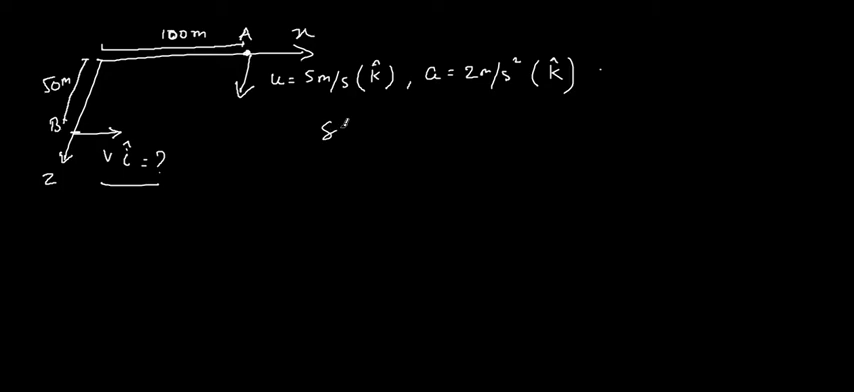 100m A x
50m u = 5m/s (k̂) , a = 2m/s² (k̂)
B
v î = ?
z
S